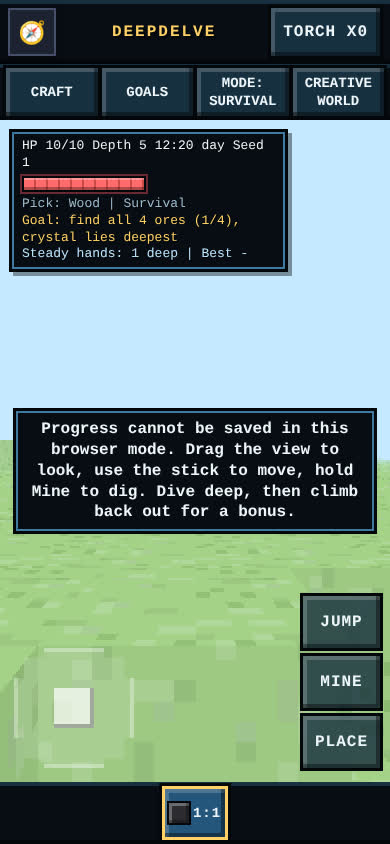 DEEPDELVE
TORCH X0
CRAFT
GOALS
MODE:
SURVIVAL
CREATIVE
WORLD
HP 10/10 Depth 5 12:20 day Seed
1
Pick: Wood | Survival
Goal: find all 4 ores (1/4),
crystal lies deepest
Steady hands: 1 deep | Best -
Progress cannot be saved in this
browser mode. Drag the view to
look, use the stick to move, hold
Mine to dig. Dive deep, then climb
back out for a bonus.
JUMP
MINE
PLACE
1:1